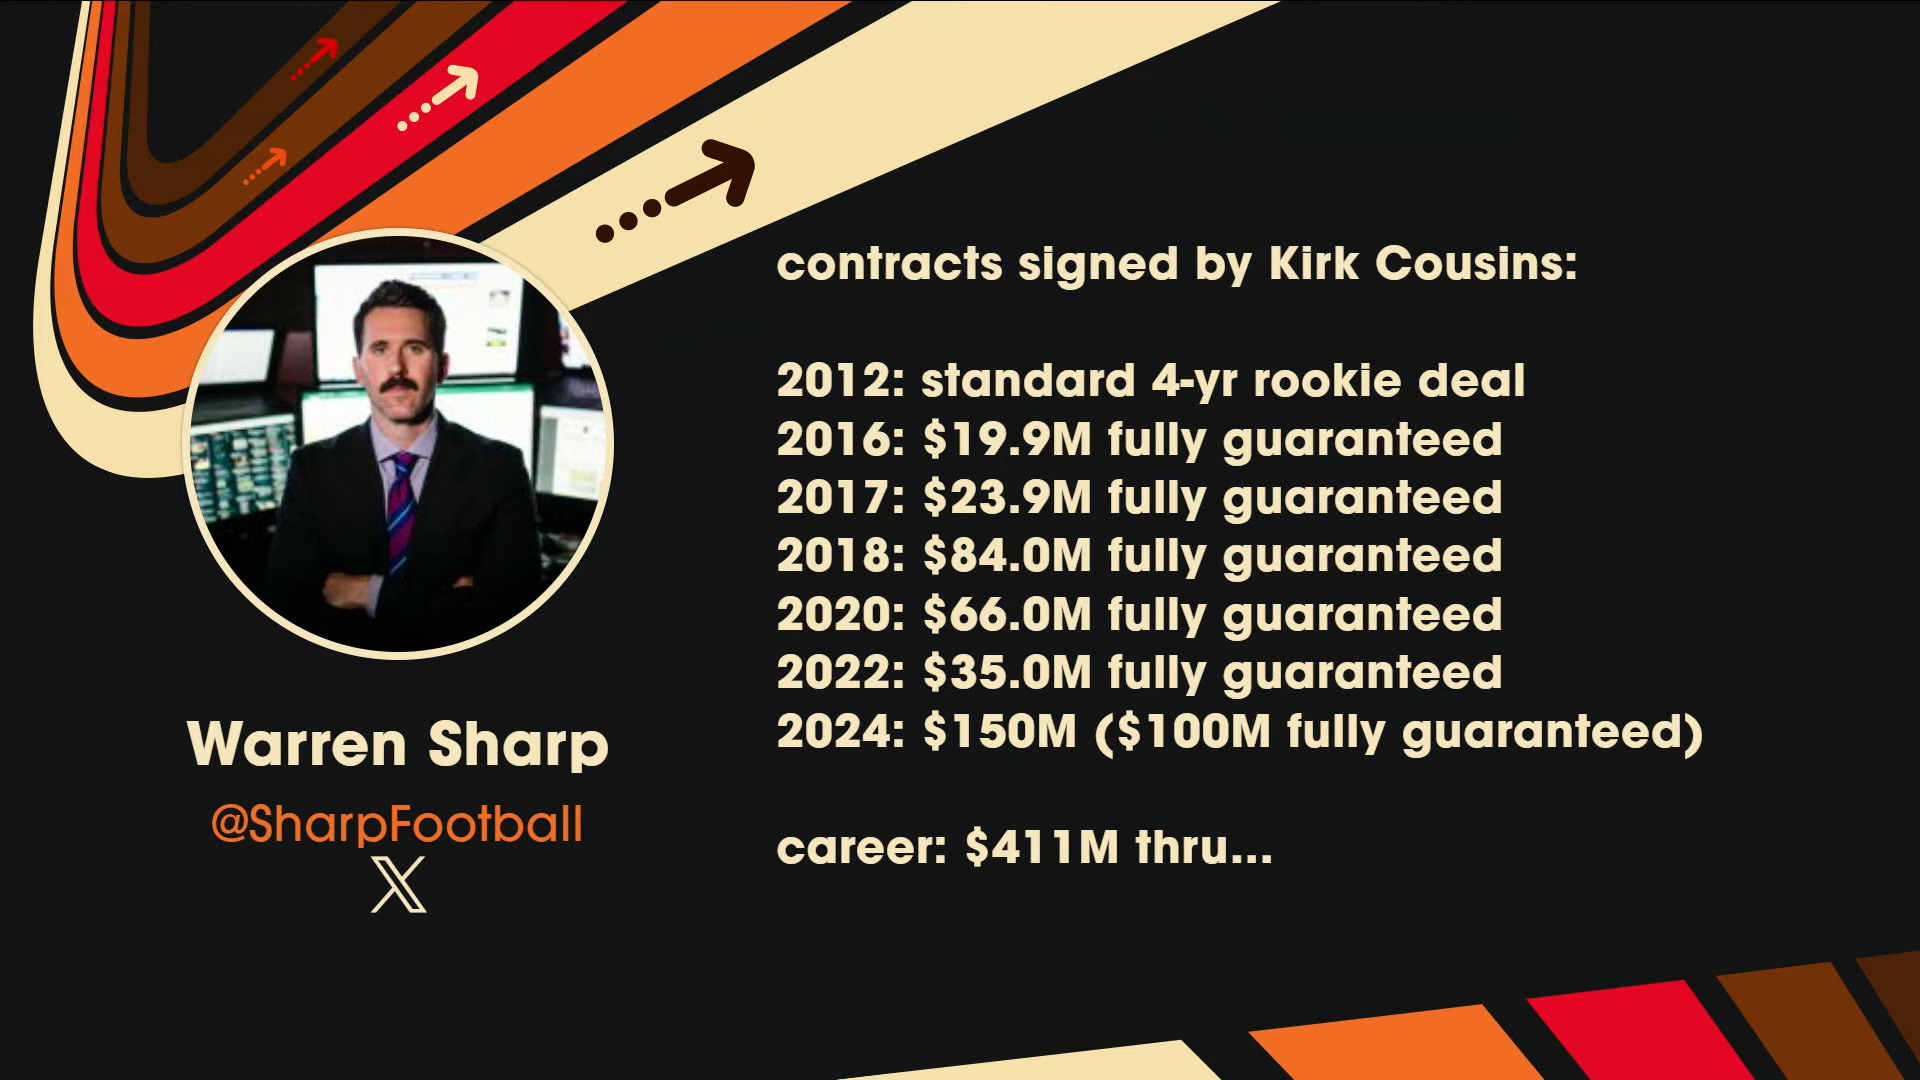 contracts signed by Kirk Cousins:
2012: standard 4-yr rookie deal
2016: $19.9M fully guaranteed
2017: $23.9M fully guaranteed
2018: $84.0M fully guaranteed
2020: $66.0M fully guaranteed
2022: $35.0M fully guaranteed
2024: $150M ($100M fully guaranteed)
career: $411M thru...
Warren Sharp
@SharpFootball
X